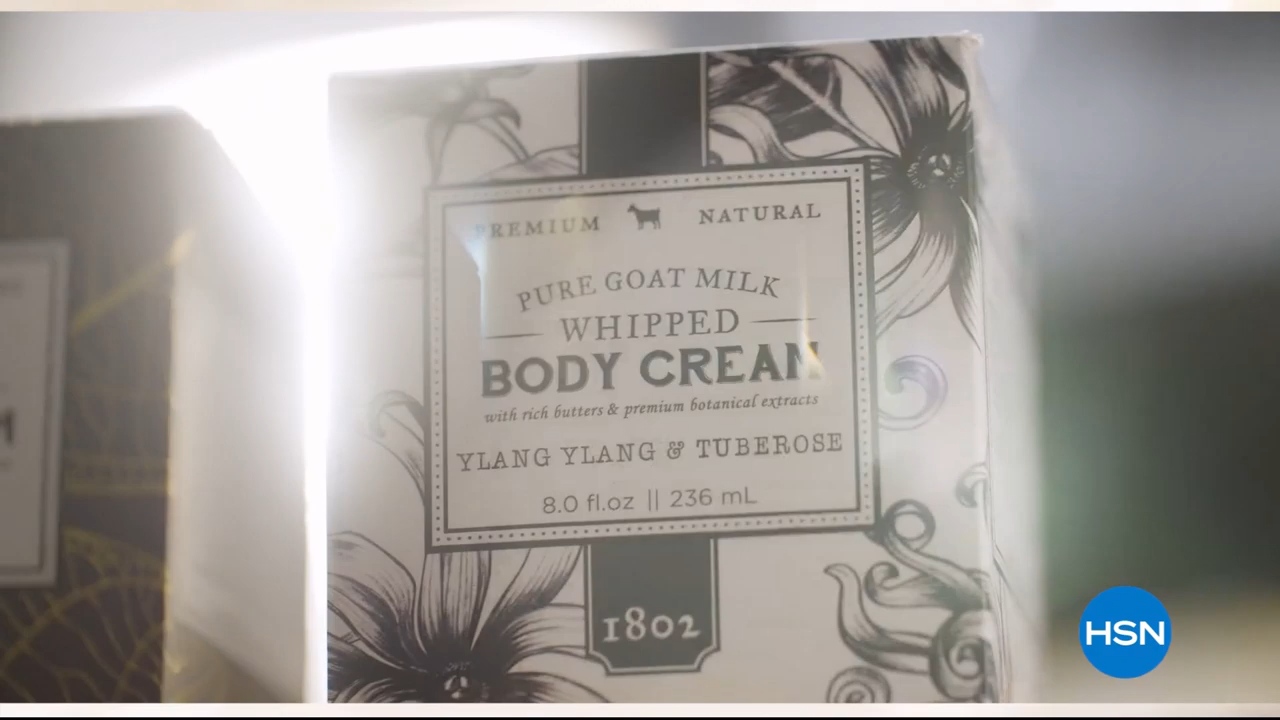 PREMIUM NATURAL
PURE GOAT MILK
WHIPPED
BODY CREAM
with rich butters & premium botanical extracts
YLANG YLANG & TUBEROSE
8.0 fl.oz || 236 mL
1802
HSN